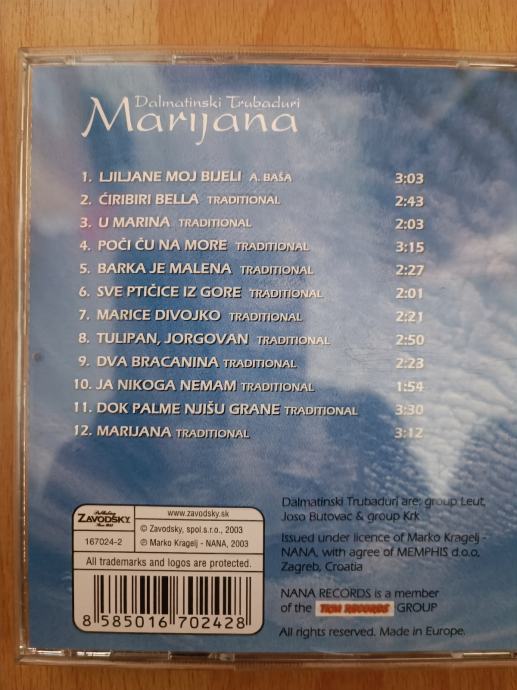 Dalmatinski Trubaduri
Marijana
1. LJILJANE MOJ BIJELI A. BAŠA 3:03
2. ĆIRIBIRI BELLA TRADITIONAL 2:43
3. U MARINA TRADITIONAL 2:03
4. POČI ĆU NA MORE TRADITIONAL 3:15
5. BARKA JE MALENA TRADITIONAL 2:27
6. SVE PTIČICE IZ GORE TRADITIONAL 2:01
7. MARICE DIVOJKO TRADITIONAL 2:21
8. TULIPAN, JORGOVAN TRADITIONAL 2:50
9. DVA BRACANINA TRADITIONAL 2:23
10. JA NIKOGA NEMAM TRADITIONAL 1:54
11. DOK PALME NJIŠU GRANE TRADITIONAL 3:30
12. MARIJANA TRADITIONAL 3:12
Publishing
ZAVODSKÝ
167024-2
www.zavodsky.sk
© Zavodsky, spol.s.r.o., 2003
℗ Marko Kragelj - NANA, 2003
All trademarks and logos are protected.
8 585016 702428
Dalmatinski Trubaduri are: group Leut,
Joso Butovac & group Krk
Issued under licence of Marko Kragelj -
NANA, with agree of MEMPHIS d.o.o,
Zagreb, Croatia
NANA RECORDS is a member
of the TKM RECORDS GROUP
All rights reserved. Made in Europe.